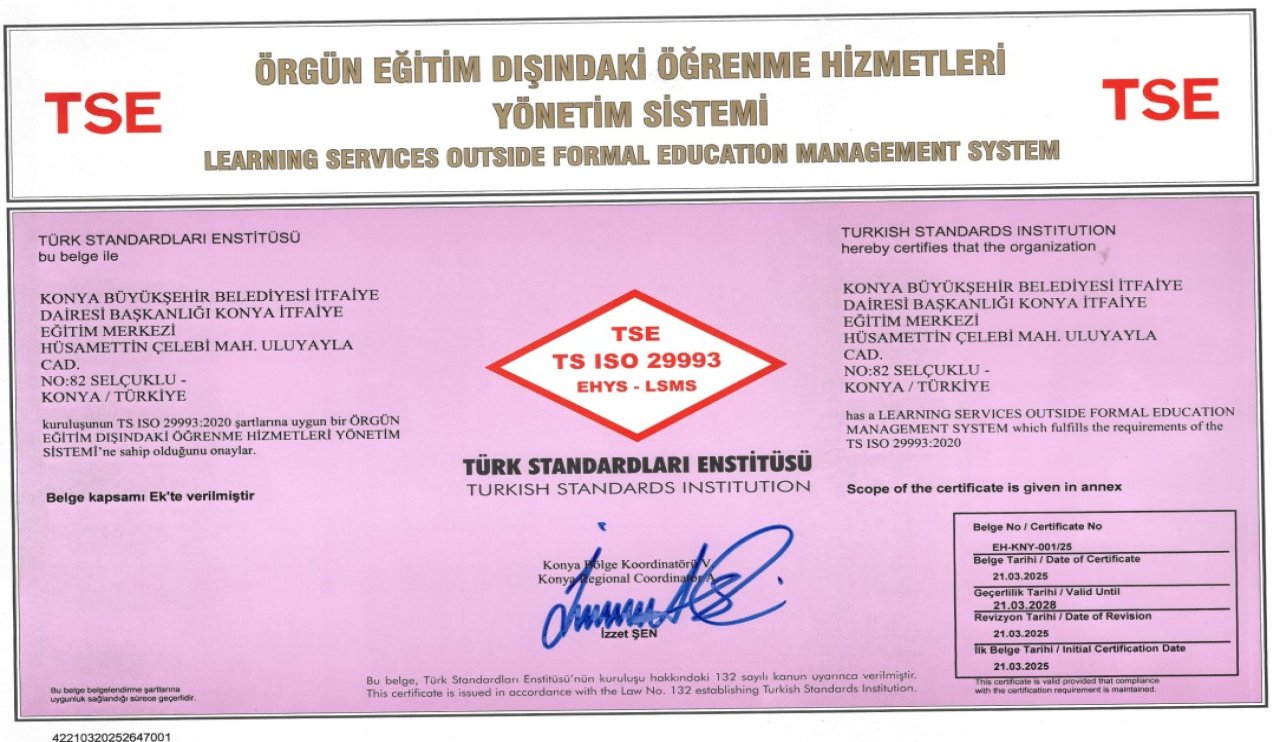 TSE
ÖRGÜN EĞİTİM DIŞINDAKİ ÖĞRENME HİZMETLERİ
YÖNETİM SİSTEMİ
LEARNING SERVICES OUTSIDE FORMAL EDUCATION MANAGEMENT SYSTEM
TSE
TÜRK STANDARDLARI ENSTİTÜSÜ
bu belge ile
KONYA BÜYÜKŞEHİR BELEDİYESİ İTFAİYE
DAİRESİ BAŞKANLIĞI KONYA İTFAİYE
EĞİTİM MERKEZİ
HÜSAMETTİN ÇELEBİ MAH. ULUYAYLA
CAD.
NO:82 SELÇUKLU -
KONYA / TÜRKİYE
kuruluşunun TS ISO 29993:2020 şartlarına uygun bir ÖRGÜN
EĞİTİM DIŞINDAKİ ÖĞRENME HİZMETLERİ YÖNETİM
SİSTEMİ'ne sahip olduğunu onaylar.
Belge kapsamı Ek'te verilmiştir
TSE
TS ISO 29993
EHYS - LSMS
TÜRK STANDARDLARI ENSTİTÜSÜ
TURKISH STANDARDS INSTITUTION
Konya Bölge Koordinatörü V.
Konya Regional Coordinator A.
İzzet ŞEN
TURKISH STANDARDS INSTITUTION
hereby certifies that the organization
KONYA BÜYÜKŞEHİR BELEDİYESİ İTFAİYE
DAİRESİ BAŞKANLIĞI KONYA İTFAİYE
EĞİTİM MERKEZİ
HÜSAMETTİN ÇELEBİ MAH. ULUYAYLA
CAD.
NO:82 SELÇUKLU -
KONYA / TÜRKİYE
has a LEARNING SERVICES OUTSIDE FORMAL EDUCATION
MANAGEMENT SYSTEM which fulfills the requirements of the
TS ISO 29993:2020
Scope of the certificate is given in annex
Belge No / Certificate No
EH-KNY-001/25
Belge Tarihi / Date of Certificate
21.03.2025
Geçerlilik Tarihi / Valid Until
21.03.2028
Revizyon Tarihi / Date of Revision
21.03.2025
İlk Belge Tarihi / Initial Certification Date
21.03.2025
This certificate is valid provided that compliance
with the certification requirement is maintained.
Bu belge belgelendirme şartlarına
uygunluk sağlandığı sürece geçerlidir.
Bu belge, Türk Standardları Enstitüsü'nün kuruluşu hakkındaki 132 sayılı kanun uyarınca verilmiştir.
This certificate is issued in accordance with the Law No. 132 establishing Turkish Standards Institution.
42210320252647001